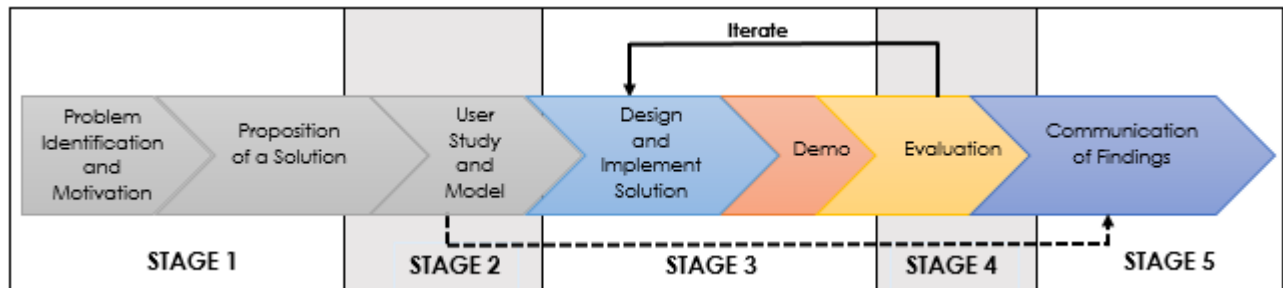 Iterate
Problem
Identification
and
Motivation
Proposition
of a Solution
User
Study
and
Model
Design
and
Implement
Solution
Demo
Evaluation
Communication
of Findings
STAGE 1
STAGE 2
STAGE 3
STAGE 4
STAGE 5